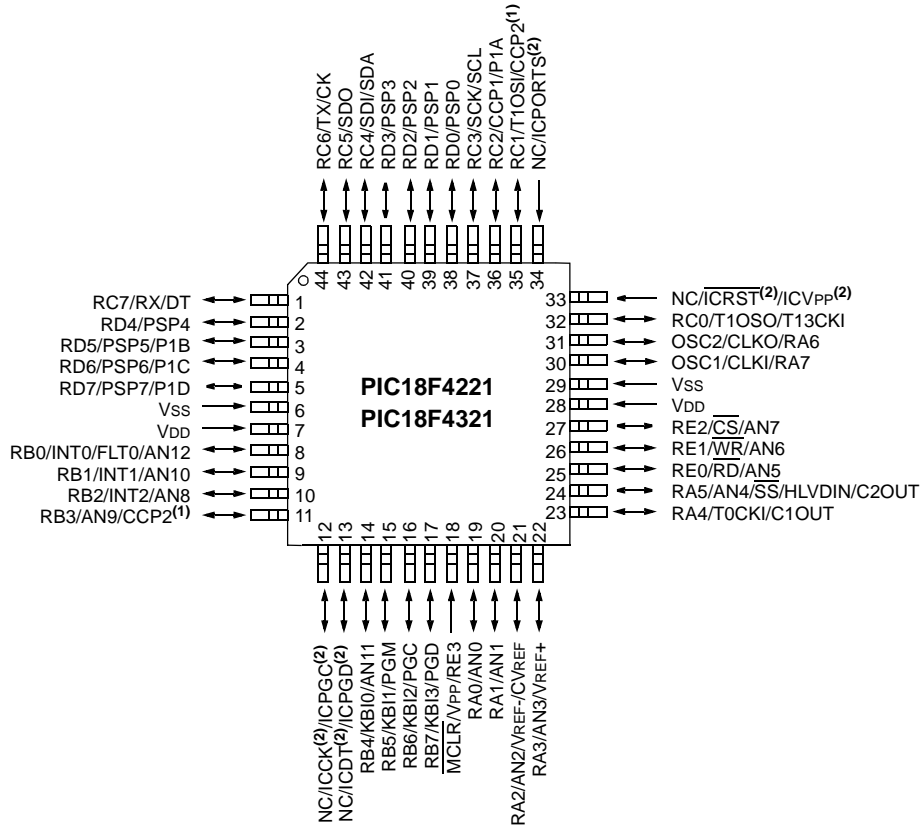 RC6/TX/CK
RC5/SDO
RC4/SDI/SDA
RD3/PSP3
RD2/PSP2
RD1/PSP1
RD0/PSP0
RC3/SCK/SCL
RC2/CCP1/P1A
RC1/T1OSI/CCP2(1)
NC/ICPORTS(2)
44
43
42
41
40
39
38
37
36
35
34
RC7/RX/DT
RD4/PSP4
RD5/PSP5/P1B
RD6/PSP6/P1C
RD7/PSP7/P1D
VSS
VDD
RB0/INT0/FLT0/AN12
RB1/INT1/AN10
RB2/INT2/AN8
RB3/AN9/CCP2(1)
1
2
3
4
5
6
7
8
9
10
11
PIC18F4221
PIC18F4321
33
32
31
30
29
28
27
26
25
24
23
NC/ICRST(2)/ICVPP(2)
RC0/T1OSO/T13CKI
OSC2/CLKO/RA6
OSC1/CLKI/RA7
VSS
VDD
RE2/CS/AN7
RE1/WR/AN6
RE0/RD/AN5
RA5/AN4/SS/HLVDIN/C2OUT
RA4/T0CKI/C1OUT
12
13
14
15
16
17
18
19
20
21
22
NC/ICCK(2)/ICPGC(2)
NC/ICDT(2)/ICPGD(2)
RB4/KBI0/AN11
RB5/KBI1/PGM
RB6/KBI2/PGC
RB7/KBI3/PGD
MCLR/VPP/RE3
RA0/AN0
RA1/AN1
RA2/AN2/VREF-/CVREF
RA3/AN3/VREF+